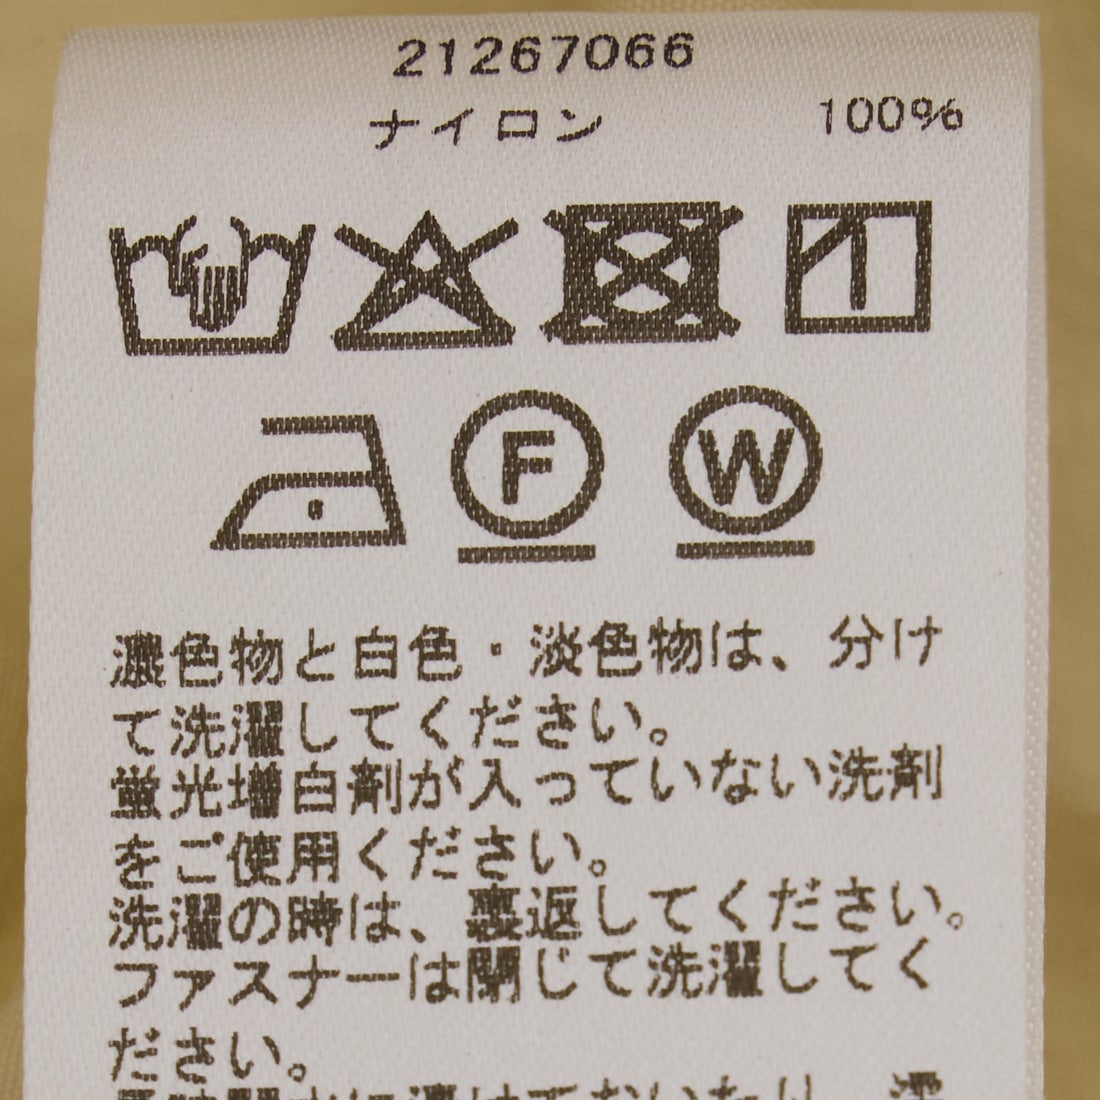 21267066
ナイロン 100%
F W
濃色物と白色・淡色物は、分け
て洗濯してください。
蛍光増白剤が入っていない洗剤
をご使用ください。
洗濯の時は、裏返してください。
ファスナーは閉じて洗濯してく
ださい。